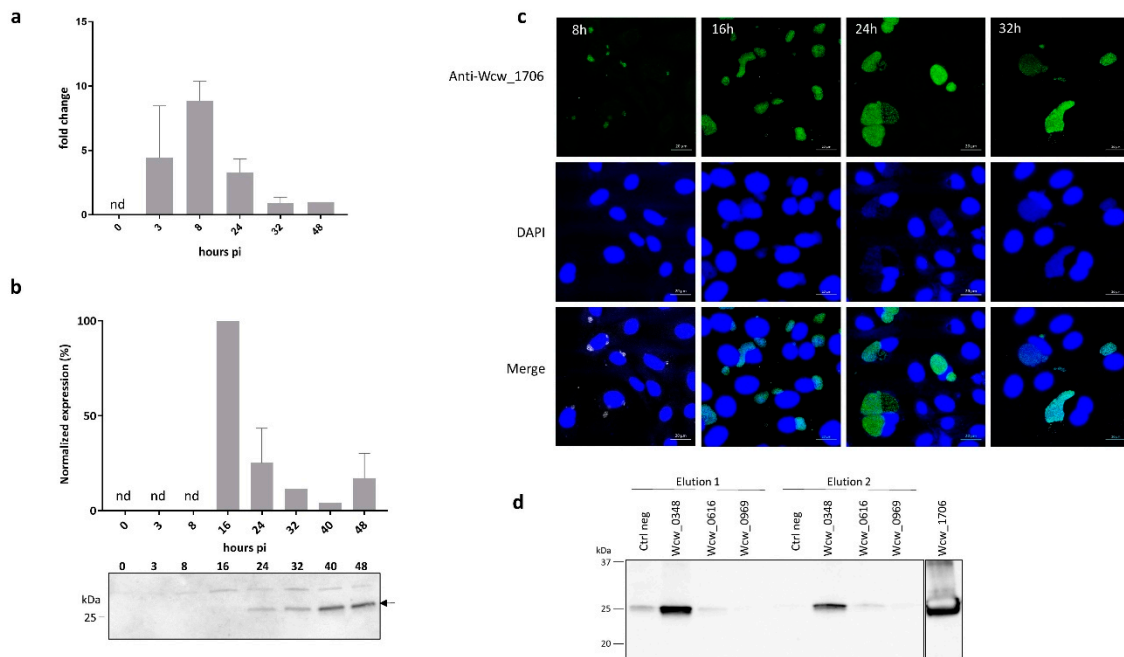 a
fold change
15
10
5
0
nd
0 3 8 24 32 48
hours pi
b
Normalized expression (%)
100
50
0
nd nd nd
0 3 8 16 24 32 40 48
hours pi
0 3 8 16 24 32 40 48
kDa
25
c
8h 16h 24h 32h
Anti-Wcw_1706
DAPI
Merge
20 µm
d
Elution 1 Elution 2
Ctrl neg Wcw_0348 Wcw_0616 Wcw_0969 Ctrl neg Wcw_0348 Wcw_0616 Wcw_0969 Wcw_1706
kDa
37
25
20